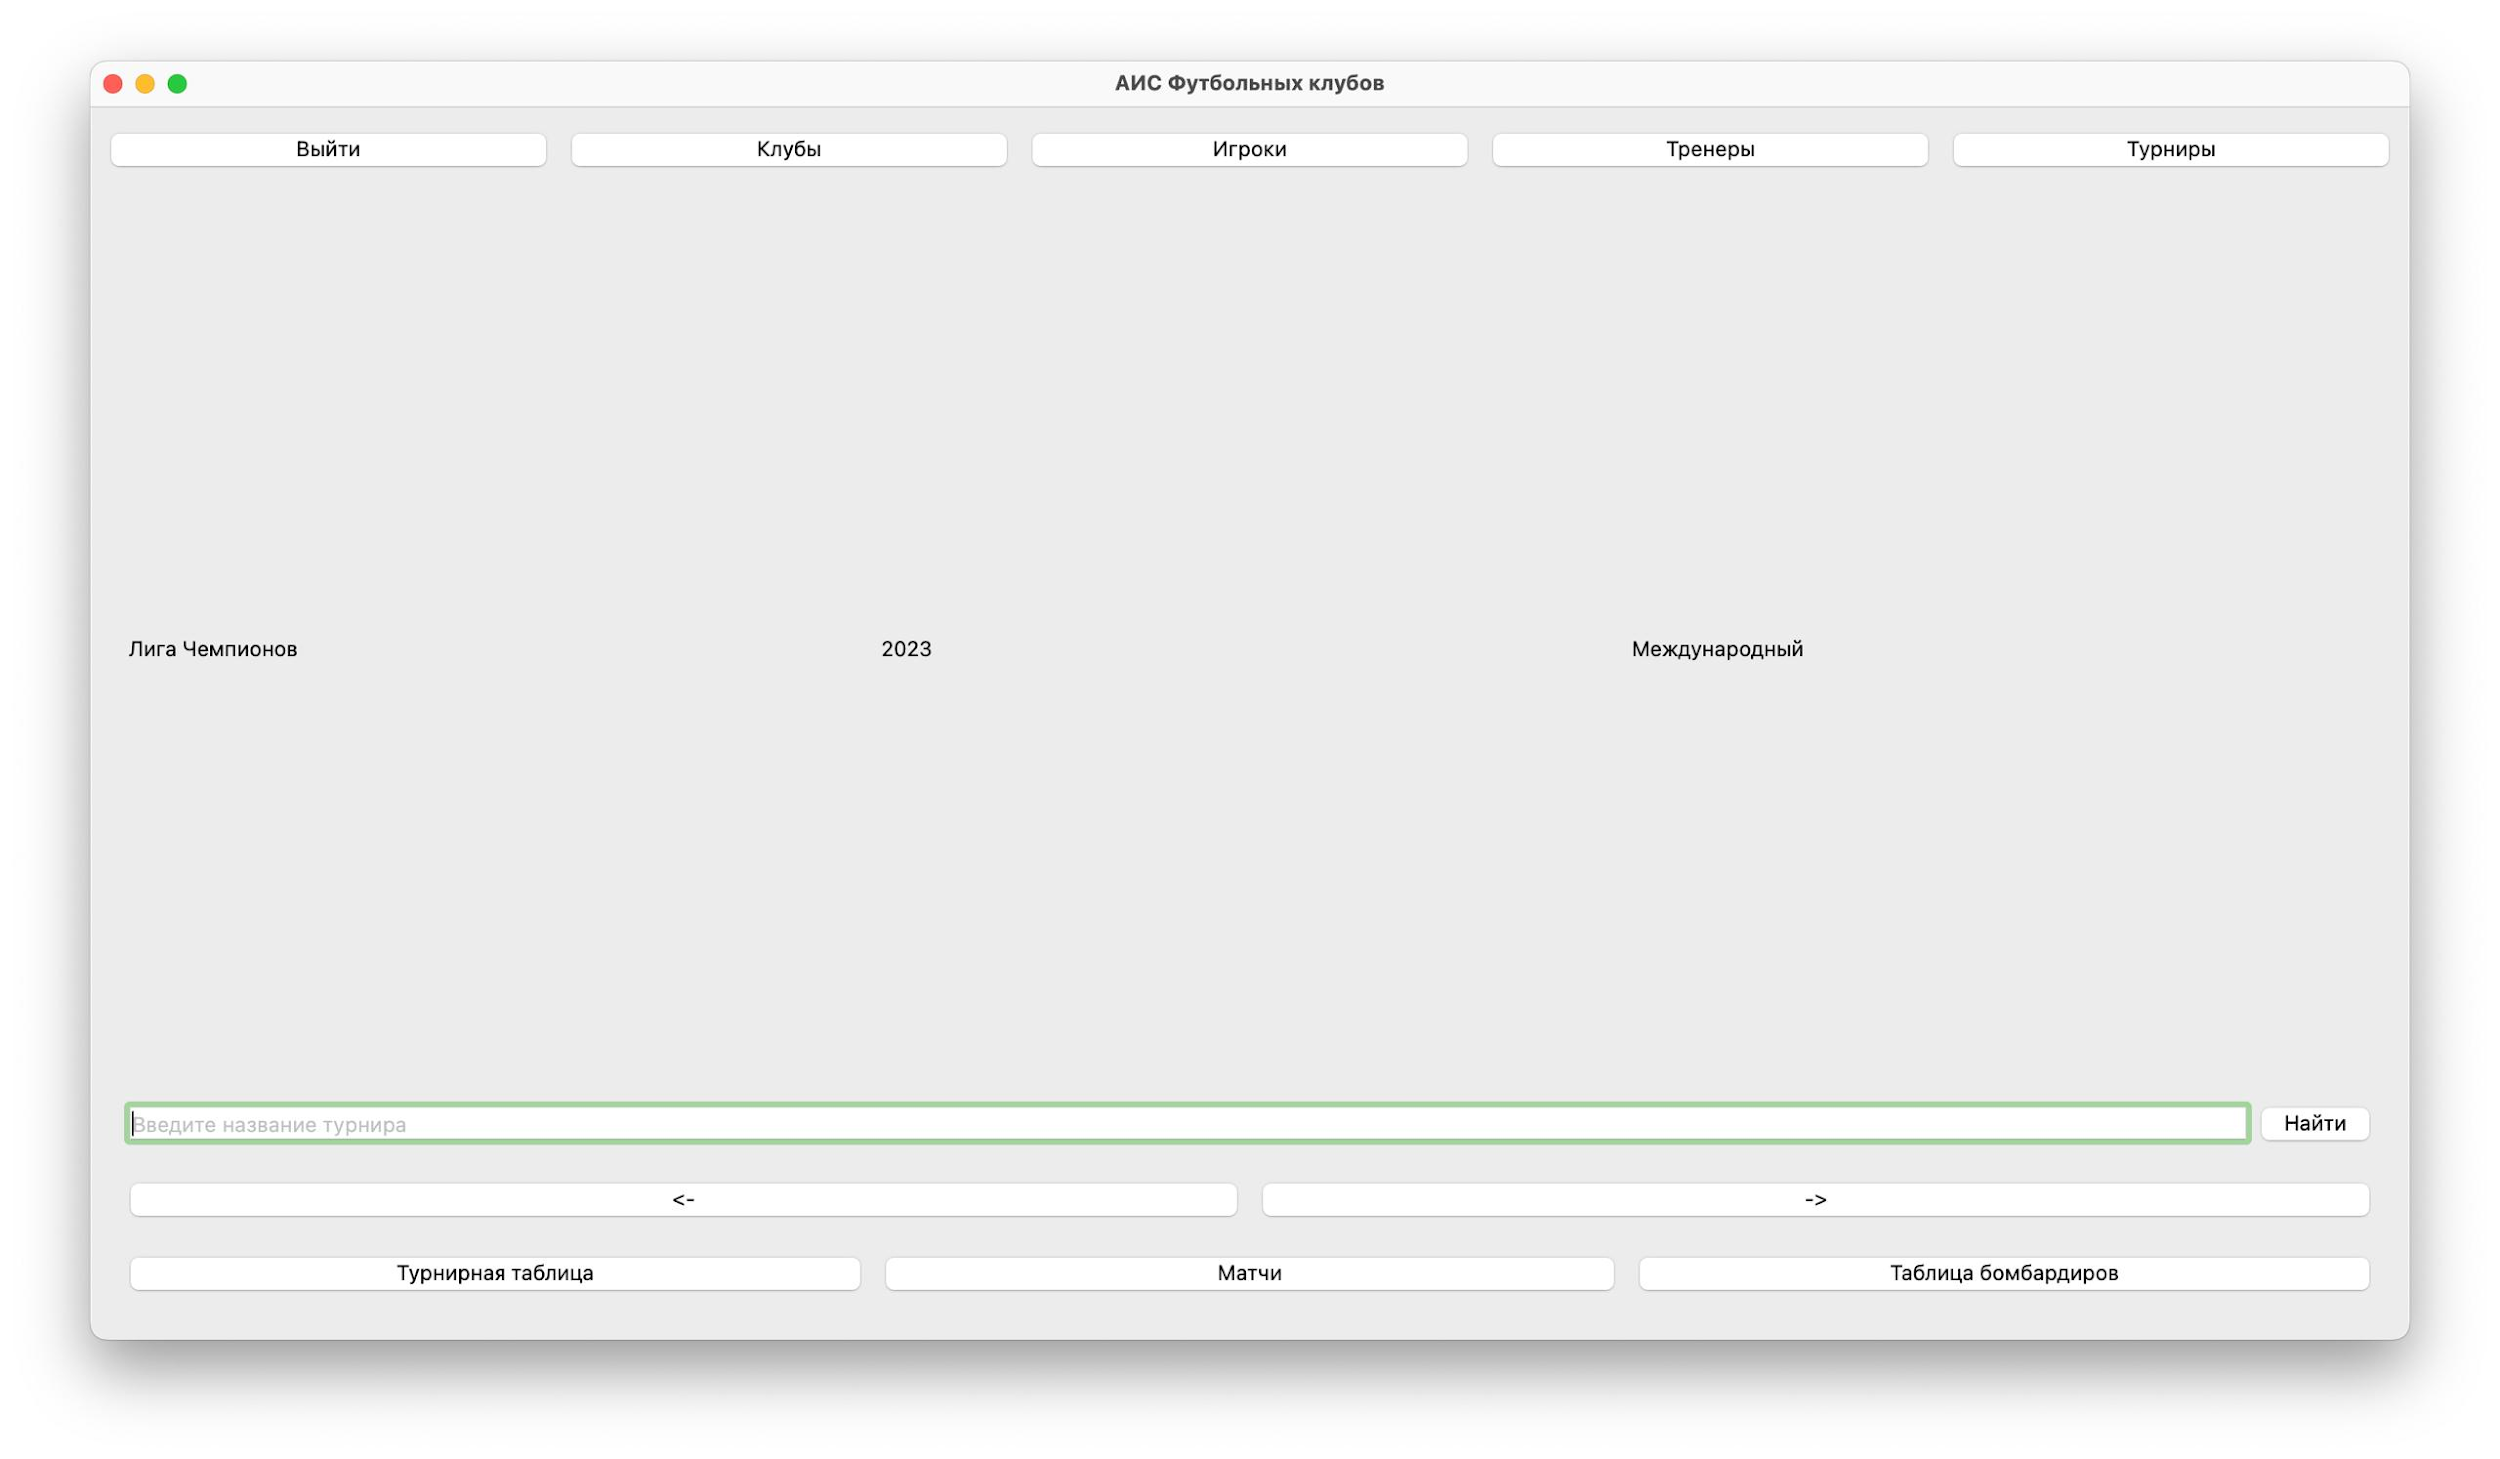 АИС Футбольных клубов
Выйти Клубы Игроки Тренеры Турниры
Лига Чемпионов 2023 Международный
Введите название турнира Найти
<- ->
Турнирная таблица Матчи Таблица бомбардиров